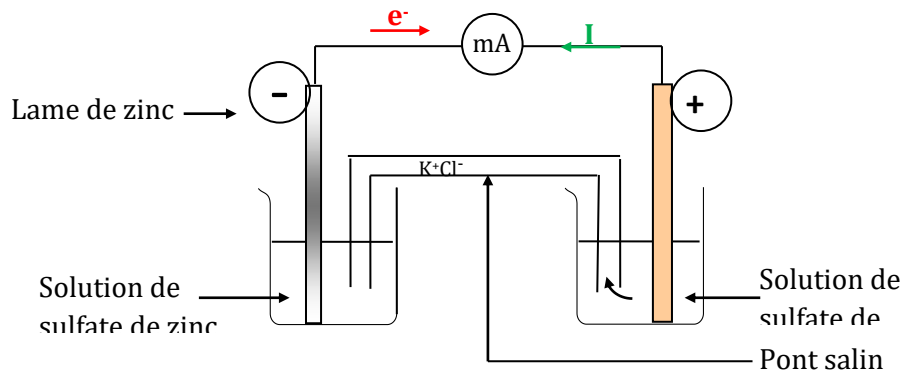 e-
mA
I
-
+
Lame de zinc
K+Cl-
Solution de
sulfate de zinc
Solution de
sulfate de
Pont salin